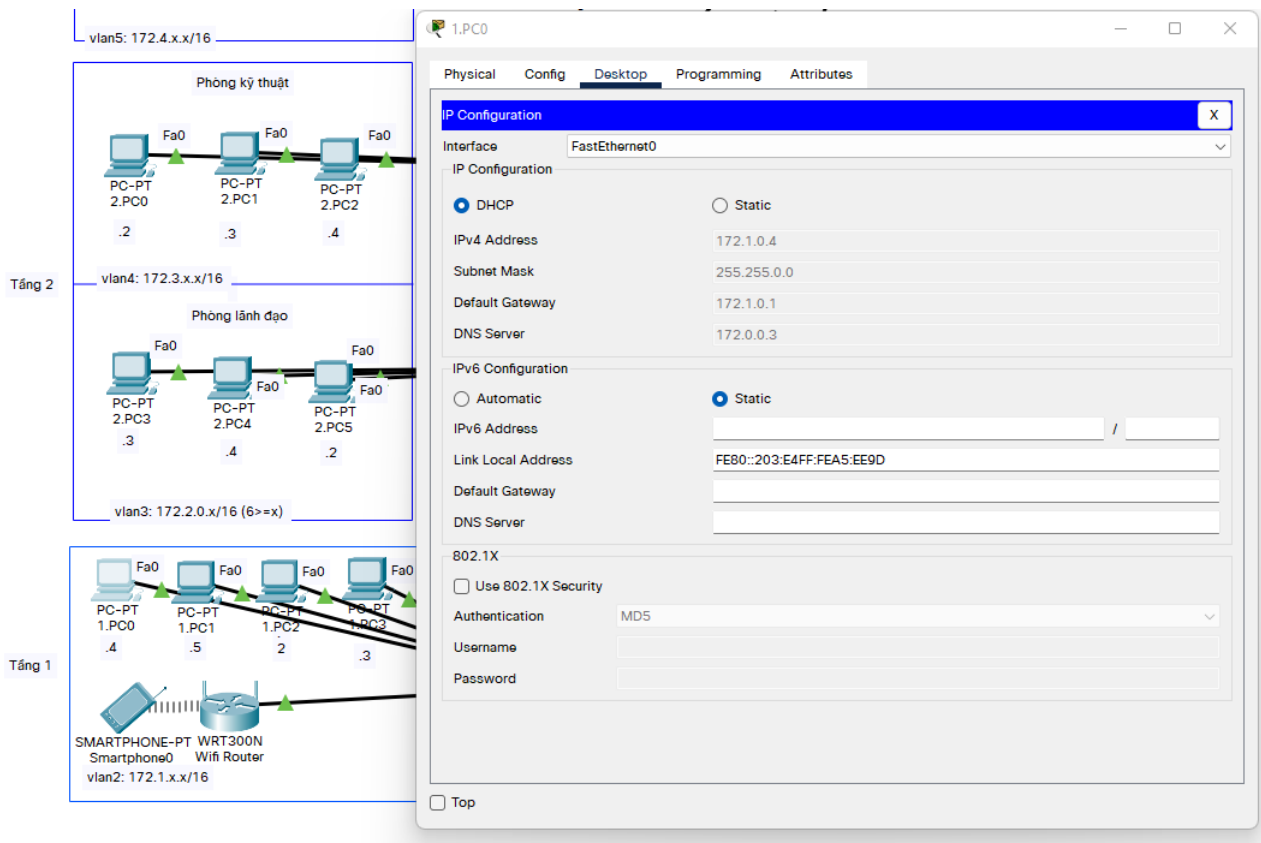 vlan5: 172.4.x.x/16
Phòng kỹ thuật
Fa0
Fa0
Fa0
PC-PT
2.PC0
PC-PT
2.PC1
PC-PT
2.PC2
.2
.3
.4
Tầng 2
vlan4: 172.3.x.x/16
Phòng lãnh đạo
Fa0
Fa0
Fa0
Fa0
PC-PT
2.PC3
PC-PT
2.PC4
PC-PT
2.PC5
.3
.4
.2
vlan3: 172.2.0.x/16 (6>=x)
Fa0
Fa0
Fa0
Fa0
PC-PT
1.PC0
PC-PT
1.PC1
PC-PT
1.PC2
PC-PT
1.PC3
.4
.5
2
.3
Tầng 1
SMARTPHONE-PT
Smartphone0
WRT300N
Wifi Router
vlan2: 172.1.x.x/16
1.PC0
Physical Config Desktop Programming Attributes
IP Configuration
X
Interface FastEthernet0
IP Configuration
DHCP Static
IPv4 Address 172.1.0.4
Subnet Mask 255.255.0.0
Default Gateway 172.1.0.1
DNS Server 172.0.0.3
IPv6 Configuration
Automatic Static
IPv6 Address /
Link Local Address FE80::203:E4FF:FEA5:EE9D
Default Gateway
DNS Server
802.1X
Use 802.1X Security
Authentication MD5
Username
Password
Top